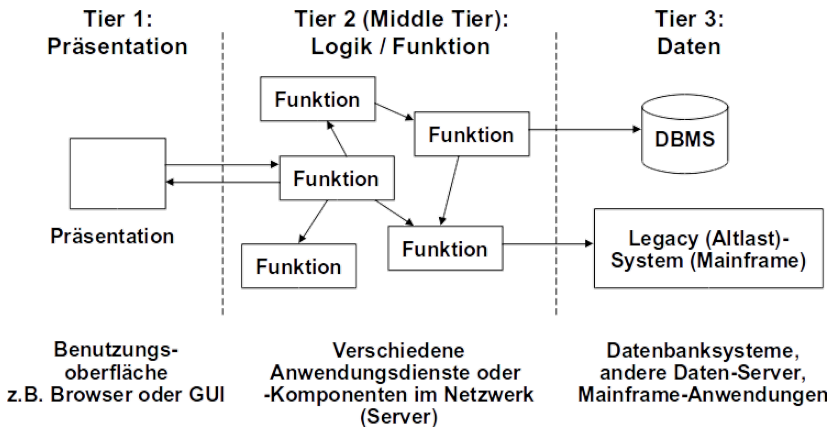 Tier 1:
Präsentation
Tier 2 (Middle Tier):
Logik / Funktion
Tier 3:
Daten
Funktion
Funktion
DBMS
Funktion
Präsentation
Funktion
Funktion
Legacy (Altlast)-
System (Mainframe)
Benutzungs-
oberfläche
z.B. Browser oder GUI
Verschiedene
Anwendungsdienste oder
-Komponenten im Netzwerk
(Server)
Datenbanksysteme,
andere Daten-Server,
Mainframe-Anwendungen